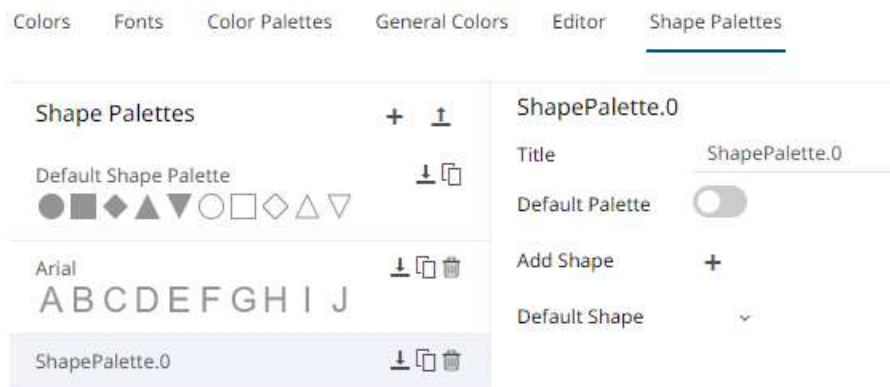 Colors Fonts Color Palettes General Colors Editor Shape Palettes
Shape Palettes
Default Shape Palette
Arial
A B C D E F G H I J
ShapePalette.0
ShapePalette.0
Title ShapePalette.0
Default Palette
Add Shape
Default Shape